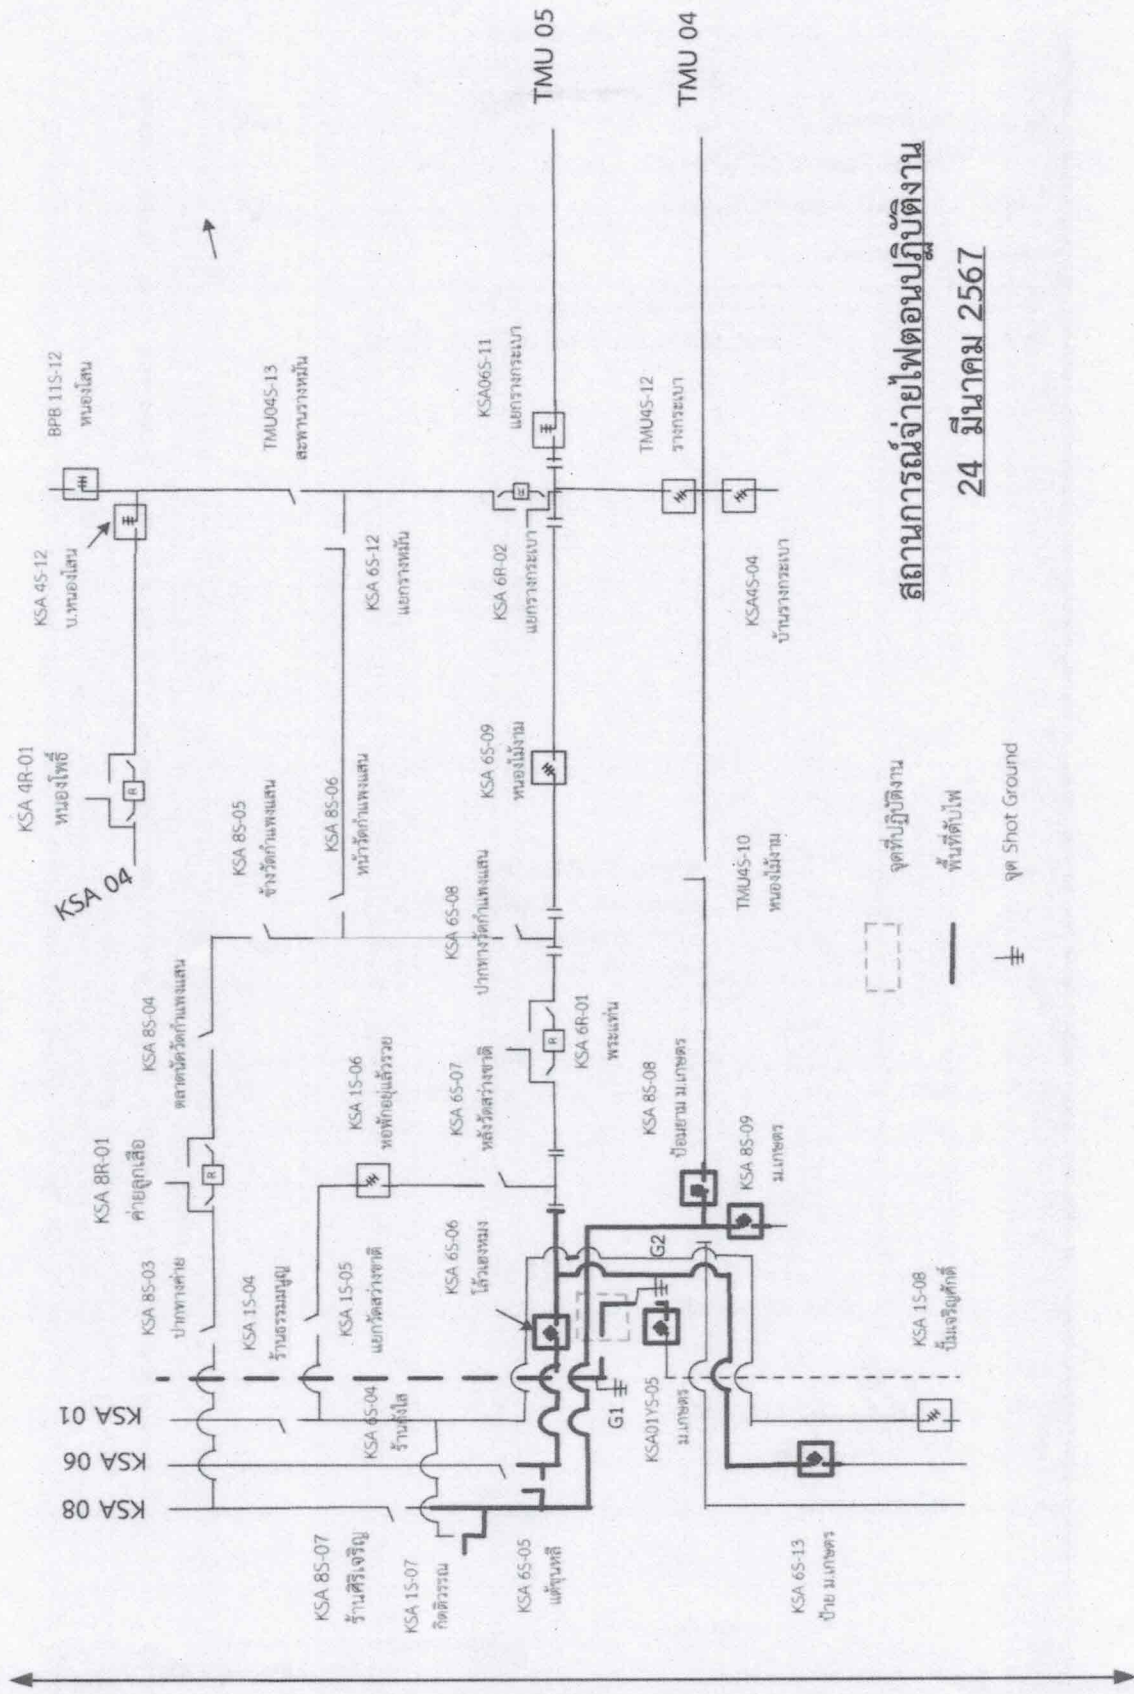 BPB 11S-12
หนองโสน
KSA 4S-12
บ.หนองโสน
KSA 4R-01
หนองโพธิ์
R
KSA 04
TMU04S-13
สะพานรางหมัน
KSA 8S-05
ข้างวัดกำแพงแสน
KSA 8S-04
ตลาดนัดวัดกำแพงแสน
KSA 8R-01
ค่ายลูกเสือ
R
KSA 8S-03
ปากทางค่าย
KSA 6S-12
แยกรางหมัน
KSA 8S-06
หน้าวัดกำแพงแสน
KSA 1S-06
หอพักอยู่แล้วรวย
KSA 1S-04
ร้านธรรมนูญ
KSA 1S-05
แยกวัดสว่างชาติ
KSA06S-11
แยกรางกระเบา
KSA 6R-02
แยกรางกระเบา
R
KSA 6S-09
หนองไม้งาม
KSA 6S-08
ปากทางวัดกำแพงแสน
KSA 6R-01
พระแท่น
R
KSA 6S-07
หลังวัดสว่างชาติ
KSA 6S-06
โล้วเฮงหมง
KSA 6S-04
ร้านตั้งใส
KSA 01
KSA 06
KSA 08
KSA 8S-07
ร้านศิริเจริญ
KSA 1S-07
กิตติวรรณ
KSA 6S-05
แต้ขุนหลี
TMU 05
TMU 04
TMU4S-12
รางกระเบา
KSA4S-04
บ้านรางกระเบา
TMU4S-10
หนองไม้งาม
KSA 8S-08
ป้อมยาม ม.เกษตร
KSA 8S-09
ม.เกษตร
G2
G1
KSA01YS-05
ม.เกษตร
KSA 1S-08
ปั๊มเจริญศักดิ์
KSA 6S-13
ป้าย ม.เกษตร
จุดที่ปฏิบัติงาน
พื้นที่ดับไฟ
จุด Shot Ground
สถานการณ์จ่ายไฟตอนปฏิบัติงาน
24 มีนาคม 2567